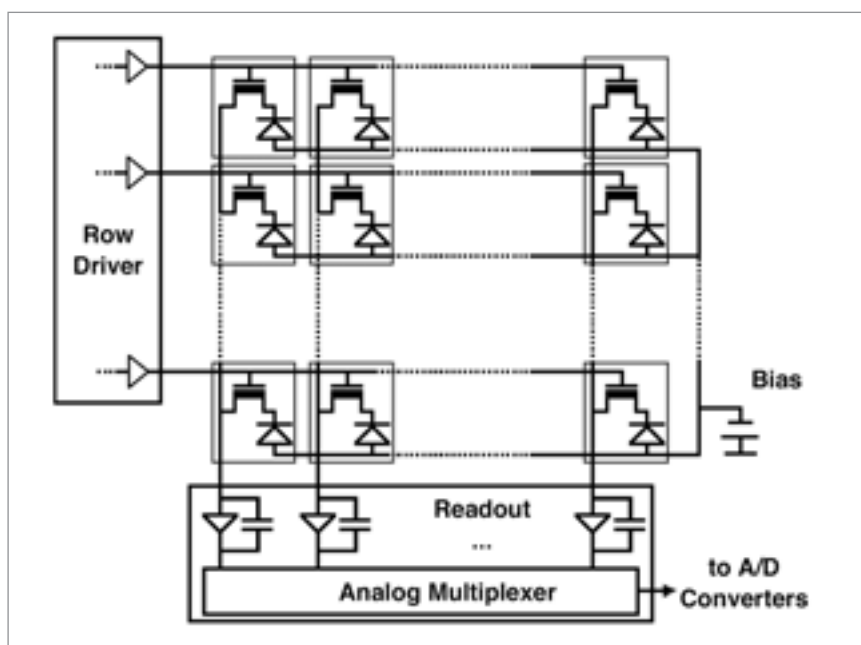 Row
Driver
Bias
Readout
...
Analog Multiplexer
to A/D
Converters